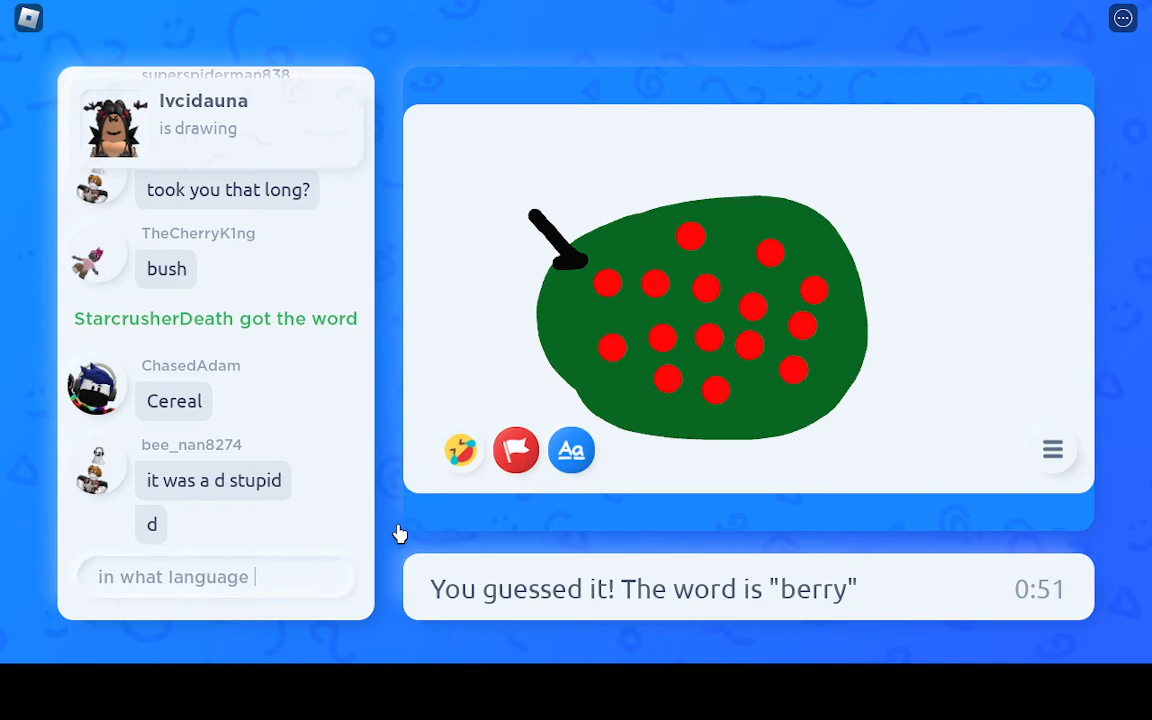 superspiderman838
lvcidauna
is drawing
took you that long?
TheCherryK1ng
bush
StarcrusherDeath got the word
ChasedAdam
Cereal
bee_nan8274
it was a d stupid
d
in what language
Aa
You guessed it! The word is "berry"
0:51